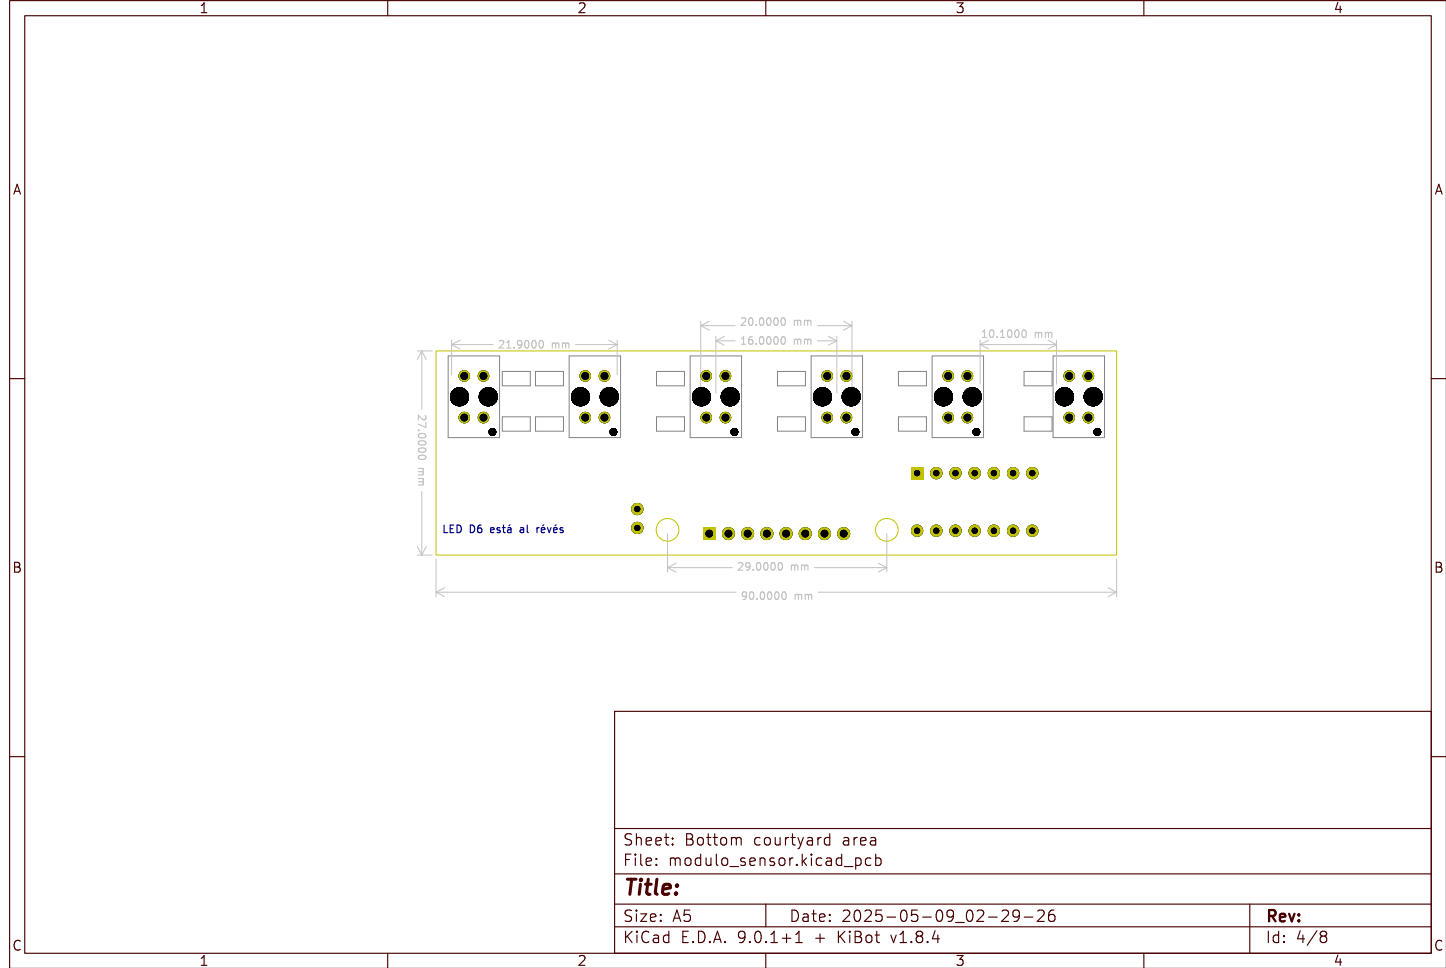 1 2 3 4
A A
20.0000 mm
10.1000 mm
16.0000 mm
21.9000 mm
27.0000 mm
LED D6 está al révés
29.0000 mm
B B
90.0000 mm
Sheet: Bottom courtyard area
File: modulo_sensor.kicad_pcb
Title:
Size: A5 Date: 2025-05-09_02-29-26 Rev:
KiCad E.D.A. 9.0.1+1 + KiBot v1.8.4 Id: 4/8
C C
1 2 3 4